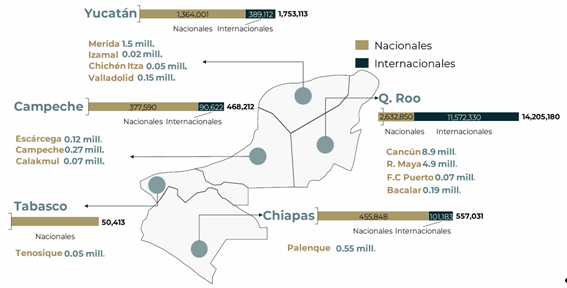 Yucatán
1,364,001 389,112 1,753,113
Nacionales Internacionales
Merida 1.5 mill.
Izamal 0.02 mill.
Chichén Itza 0.05 mill.
Valladolid 0.15 mill.
Nacionales
Internacionales
Campeche
377,590 90,622 468,212
Nacionales Internacionales
Escárcega 0.12 mill.
Campeche 0.27 mill.
Calakmul 0.07 mill.
Q. Roo
2,632,850 11,572,330 14,205,180
Nacionales Internacionales
Cancún 8.9 mill.
R. Maya 4.9 mill.
F.C Puerto 0.07 mill.
Bacalar 0.19 mill.
Tabasco
50,413
Nacionales
Tenosique 0.05 mill.
Chiapas
455,848 101,183 557,031
Nacionales Internacionales
Palenque 0.55 mill.